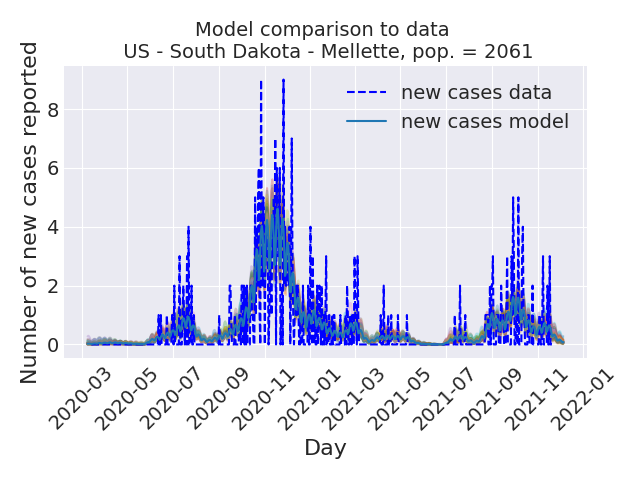 Model comparison to data
US - South Dakota - Mellette, pop. = 2061
Number of new cases reported
8
6
4
2
0
new cases data
new cases model
2020-03
2020-05
2020-07
2020-09
2020-11
2021-01
2021-03
2021-05
2021-07
2021-09
2021-11
2022-01
Day